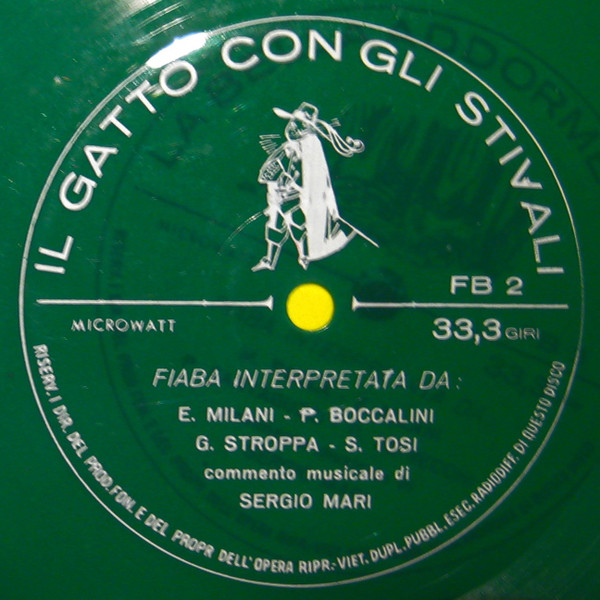 IL GATTO CON GLI STIVALI
FB 2
MICROWATT
33,3 GIRI
FIABA INTERPRETATA DA:
E. MILANI - P. BOCCALINI
G. STROPPA - S. TOSI
commento musicale di
SERGIO MARI
RISERV. I DIR. DEL PROD. FON. E DEL PROPR DELL'OPERA RIPR.-VIET. DUPL. PUBBL. ESEC. RADIODIFF. DI QUESTO DISCO
LA ADDORME